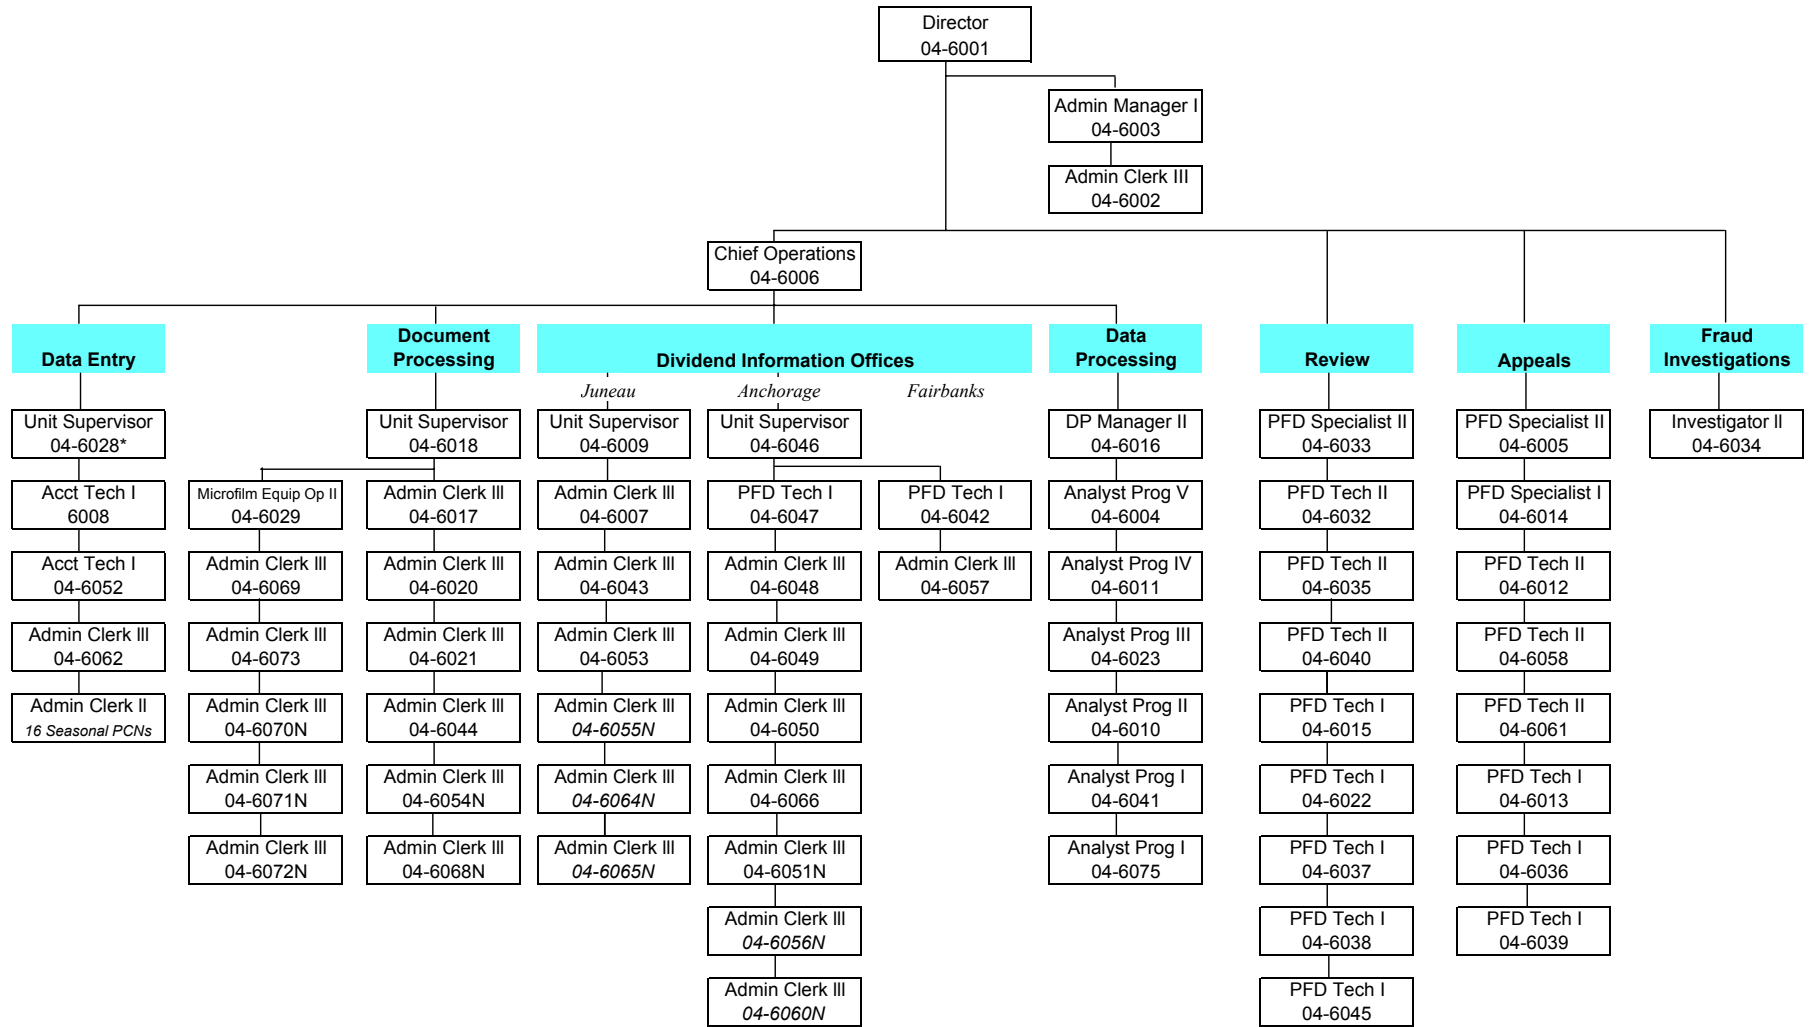 Director
04-6001
Admin Manager I
04-6003
Admin Clerk III
04-6002
Chief Operations
04-6006
Data Entry
Unit Supervisor
04-6028*
Acct Tech I
6008
Acct Tech I
04-6052
Admin Clerk III
04-6062
Admin Clerk II
16 Seasonal PCNs
Document
Processing
Unit Supervisor
04-6018
Microfilm Equip Op II
04-6029
Admin Clerk III
04-6069
Admin Clerk III
04-6073
Admin Clerk III
04-6070N
Admin Clerk III
04-6071N
Admin Clerk III
04-6072N
Admin Clerk III
04-6017
Admin Clerk III
04-6020
Admin Clerk III
04-6021
Admin Clerk III
04-6044
Admin Clerk III
04-6054N
Admin Clerk III
04-6068N
Dividend Information Offices
Juneau
Unit Supervisor
04-6009
Admin Clerk III
04-6007
Admin Clerk III
04-6043
Admin Clerk III
04-6053
Admin Clerk III
04-6055N
Admin Clerk III
04-6064N
Admin Clerk III
04-6065N
Anchorage
Unit Supervisor
04-6046
PFD Tech I
04-6047
Admin Clerk III
04-6048
Admin Clerk III
04-6049
Admin Clerk III
04-6050
Admin Clerk III
04-6066
Admin Clerk III
04-6051N
Admin Clerk III
04-6056N
Admin Clerk III
04-6060N
Fairbanks
PFD Tech I
04-6042
Admin Clerk III
04-6057
Data
Processing
DP Manager II
04-6016
Analyst Prog V
04-6004
Analyst Prog IV
04-6011
Analyst Prog III
04-6023
Analyst Prog II
04-6010
Analyst Prog I
04-6041
Analyst Prog I
04-6075
Review
PFD Specialist II
04-6033
PFD Tech II
04-6032
PFD Tech II
04-6035
PFD Tech II
04-6040
PFD Tech I
04-6015
PFD Tech I
04-6022
PFD Tech I
04-6037
PFD Tech I
04-6038
PFD Tech I
04-6045
Appeals
PFD Specialist II
04-6005
PFD Specialist I
04-6014
PFD Tech II
04-6012
PFD Tech II
04-6058
PFD Tech II
04-6061
PFD Tech I
04-6013
PFD Tech I
04-6036
PFD Tech I
04-6039
Fraud
Investigations
Investigator II
04-6034